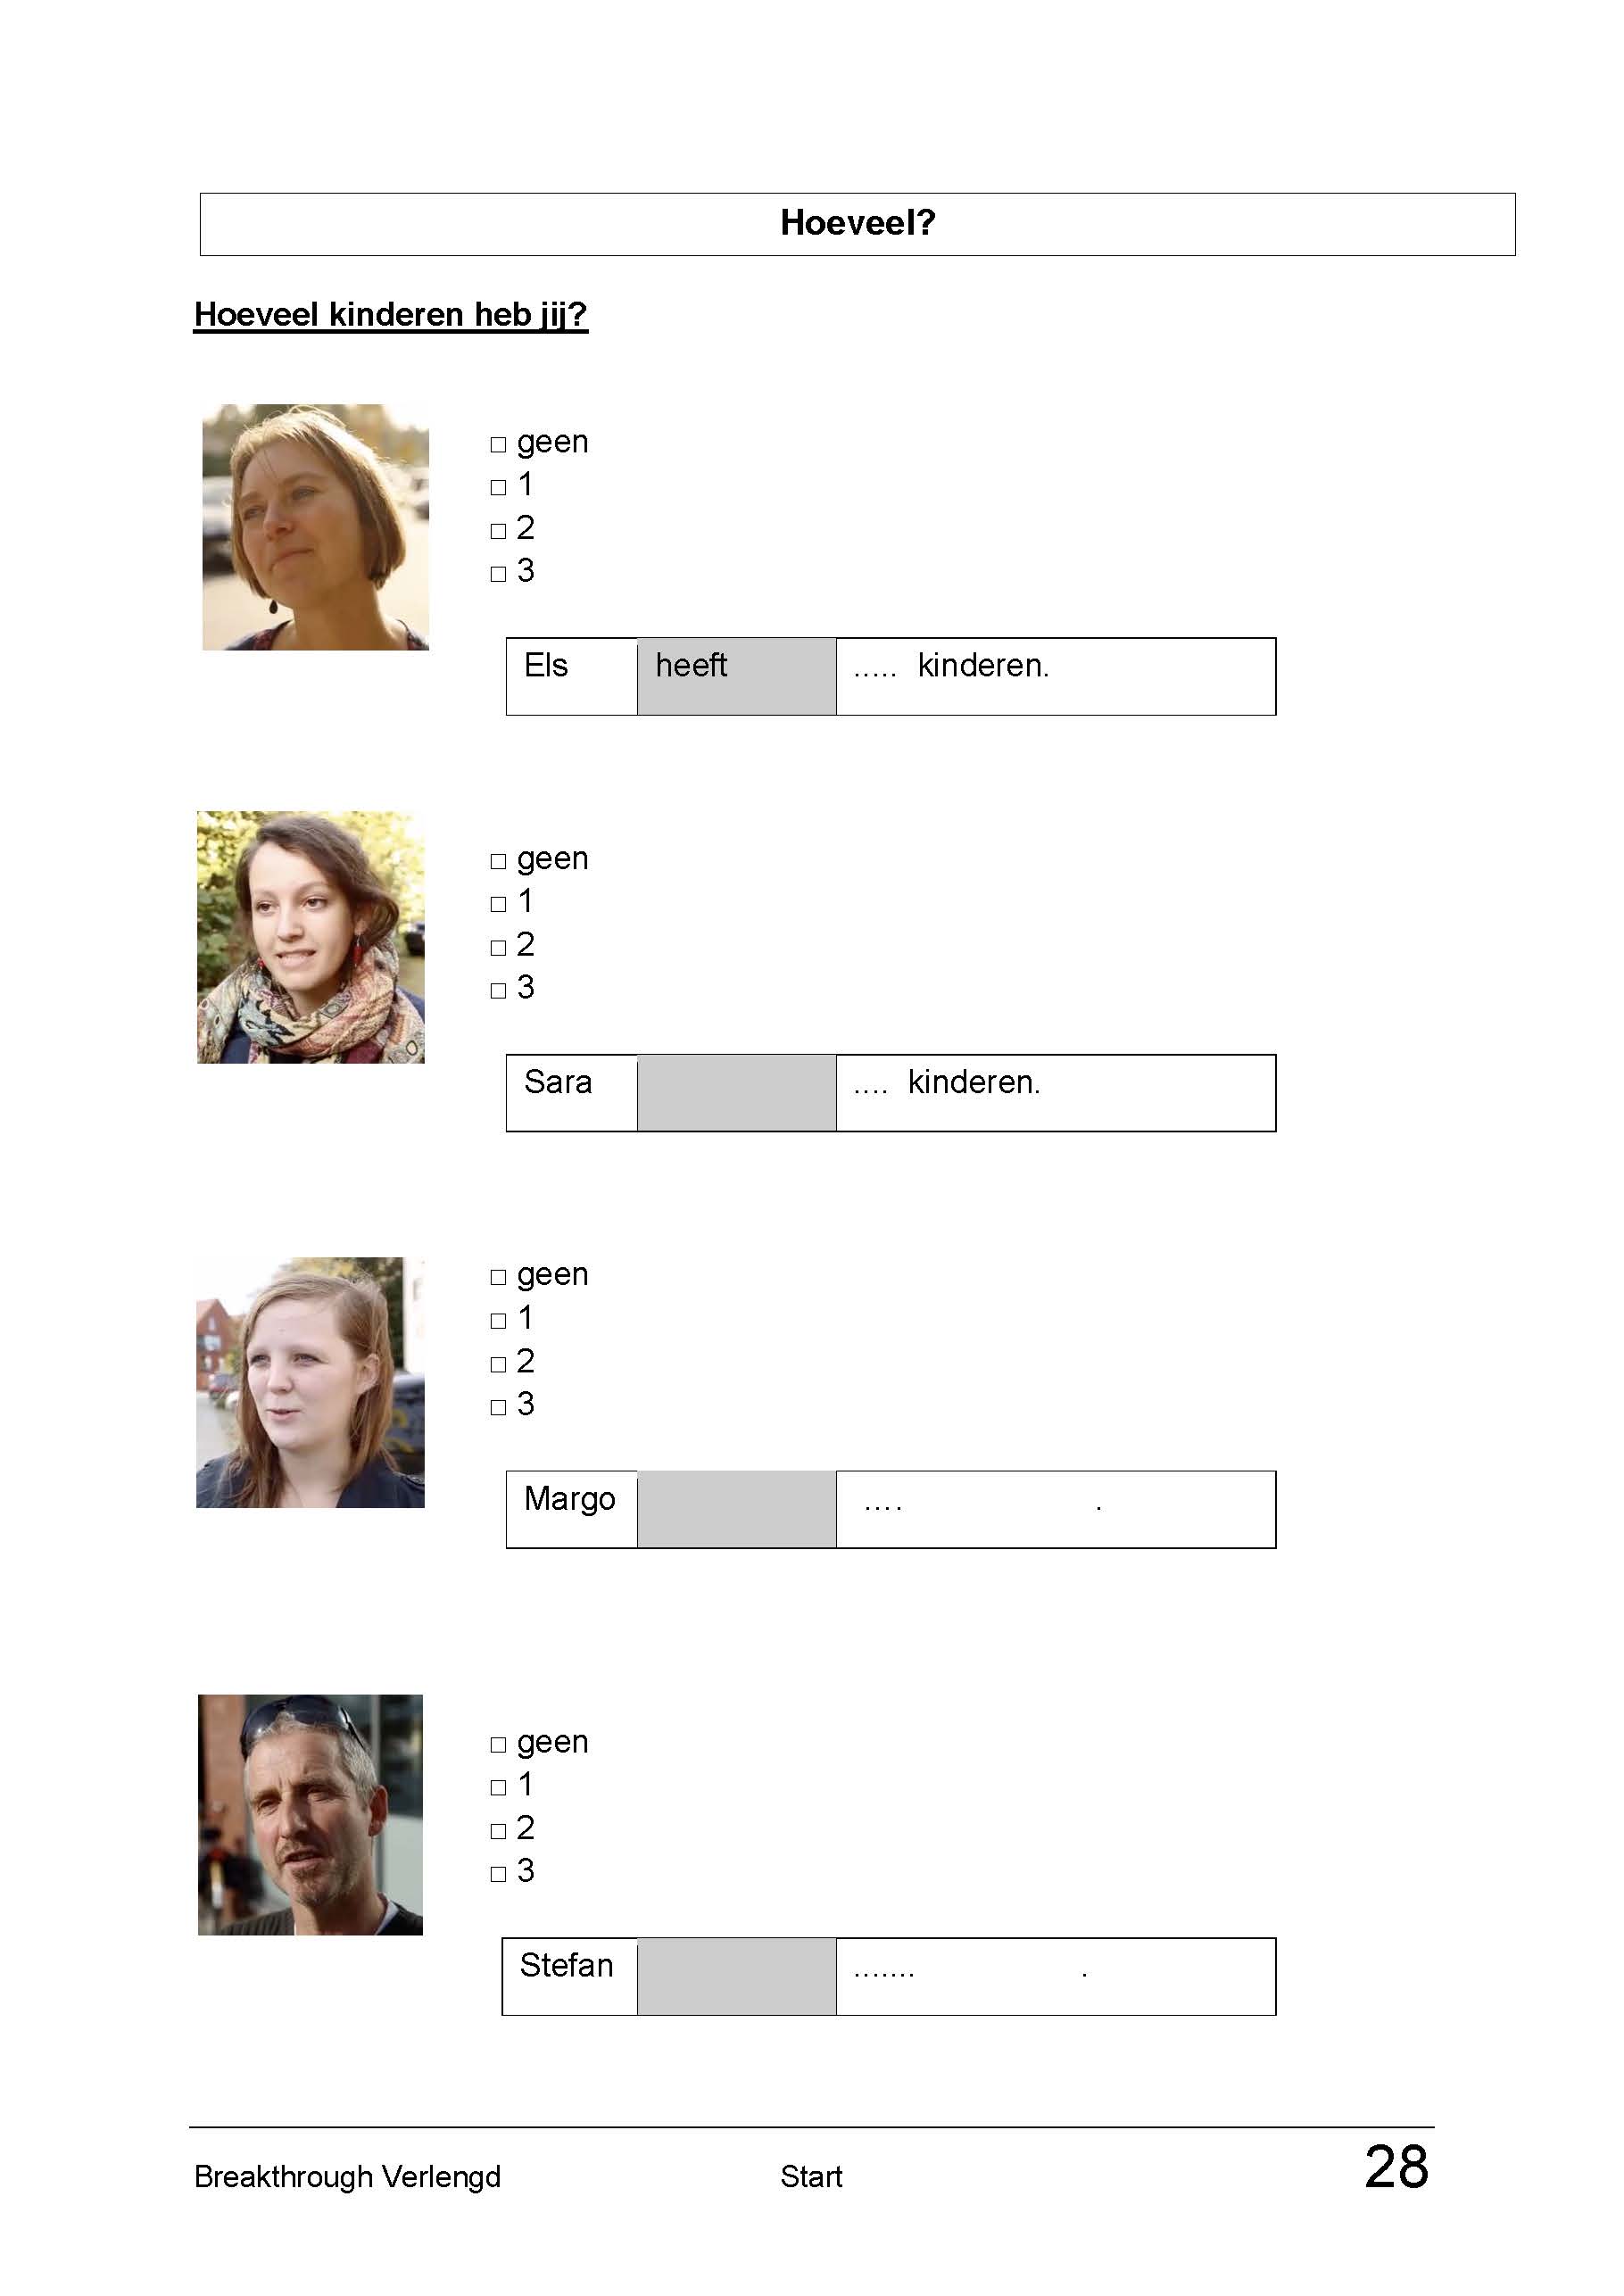 Hoeveel?
Hoeveel kinderen heb jij?
□ geen
□ 1
□ 2
□ 3
Els heeft ..... kinderen.
□ geen
□ 1
□ 2
□ 3
Sara .... kinderen.
□ geen
□ 1
□ 2
□ 3
Margo .... .
□ geen
□ 1
□ 2
□ 3
Stefan ....... .
Breakthrough Verlengd Start 28